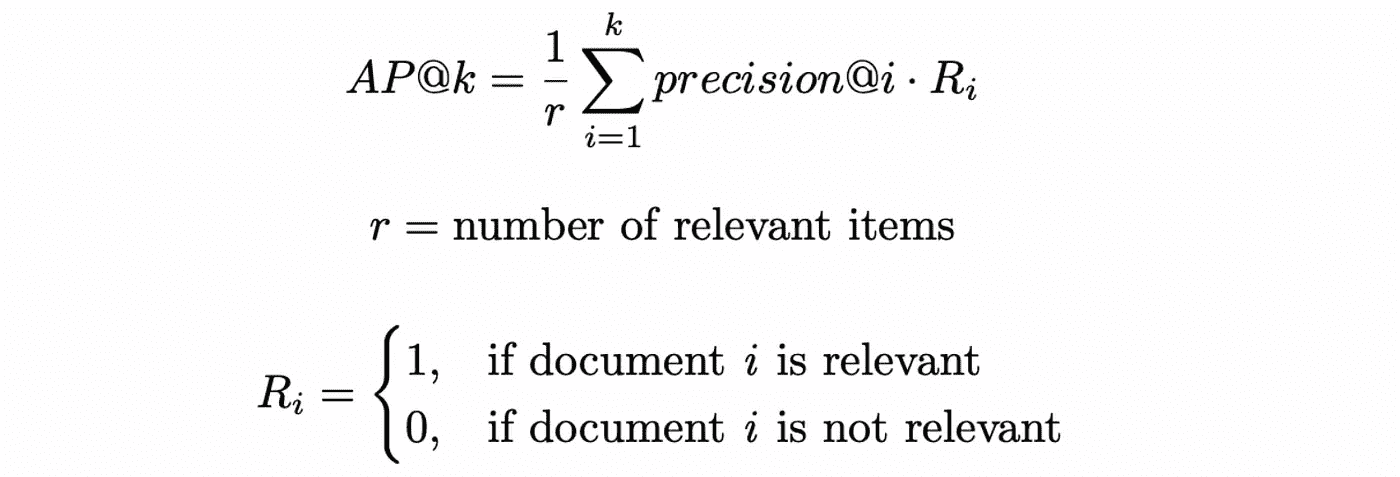 AP@k = \frac{1}{r} \sum_{i=1}^{k} precision@i \cdot R_i
r = number of relevant items
R_i = \begin{cases} 1, & \text{if document } i \text{ is relevant} \\ 0, & \text{if document } i \text{ is not relevant} \end{cases}